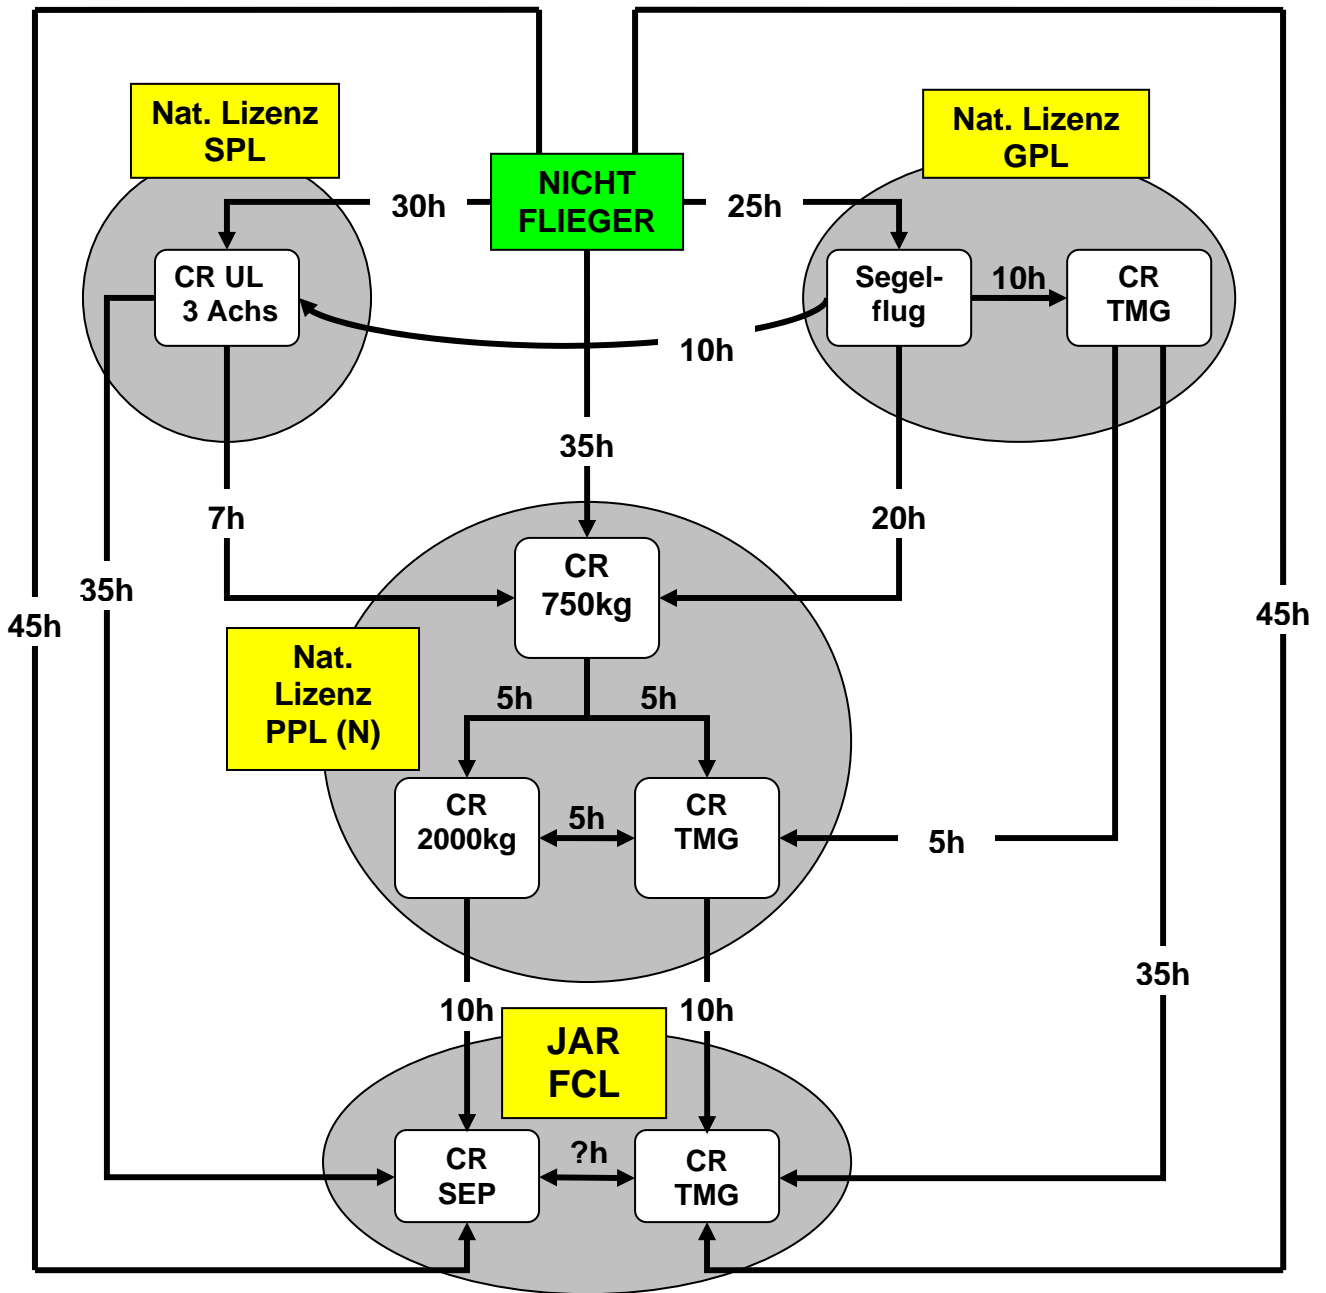 Nat. Lizenz
SPL
NICHT
FLIEGER
Nat. Lizenz
GPL
30h
25h
CR UL
3 Achs
Segel-
flug
10h
CR
TMG
10h
35h
7h
20h
35h
45h
45h
CR
750kg
Nat.
Lizenz
PPL (N)
5h
5h
CR
2000kg
5h
CR
TMG
5h
35h
10h
10h
JAR
FCL
CR
SEP
?h
CR
TMG